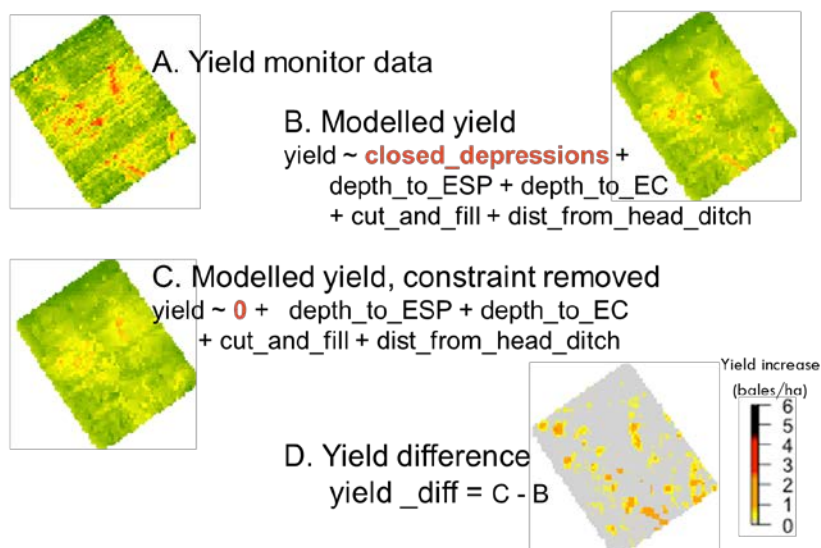 A. Yield monitor data
B. Modelled yield
yield ~ closed_depressions +
depth_to_ESP + depth_to_EC
+ cut_and_fill + dist_from_head_ditch
C. Modelled yield, constraint removed
yield ~ 0 + depth_to_ESP + depth_to_EC
+ cut_and_fill + dist_from_head_ditch
Yield increase
(bales/ha)
6
5
4
3
2
1
0
D. Yield difference
yield _diff = C - B